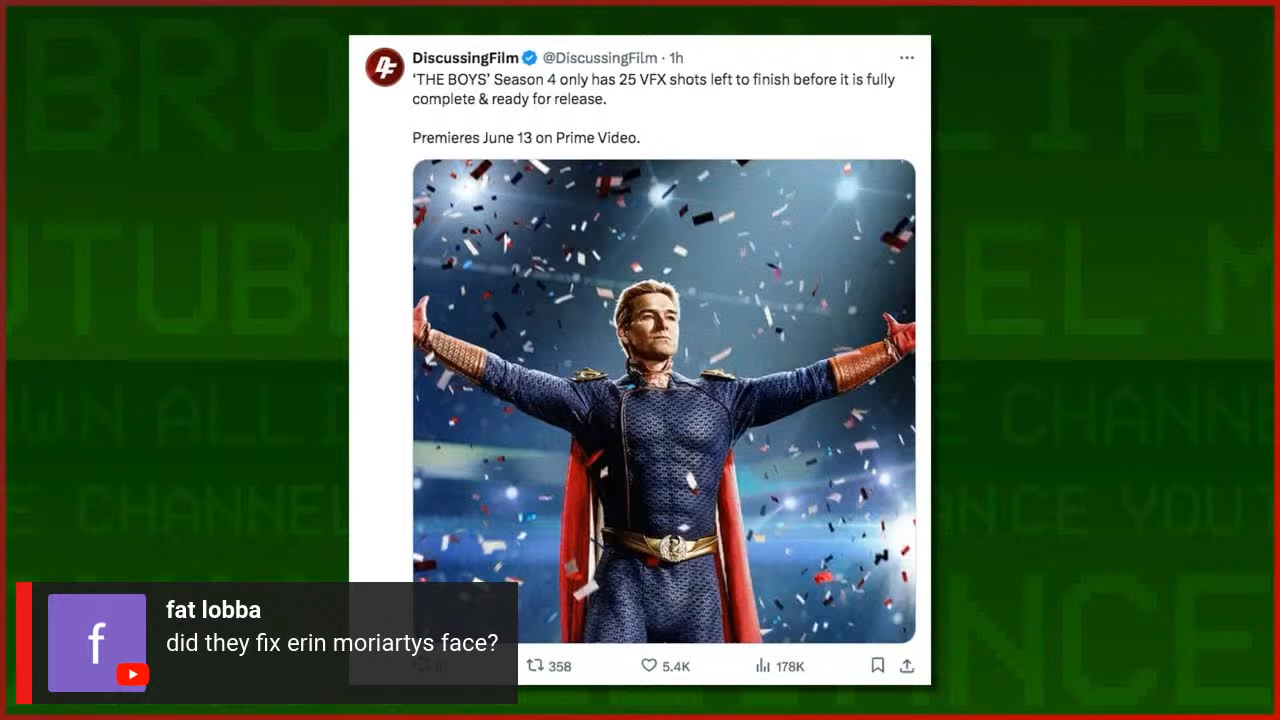 DiscussingFilm @DiscussingFilm · 1h
‘THE BOYS’ Season 4 only has 25 VFX shots left to finish before it is fully
complete & ready for release.
Premieres June 13 on Prime Video.
358 5.4K 178K
f
fat lobba
did they fix erin moriartys face?